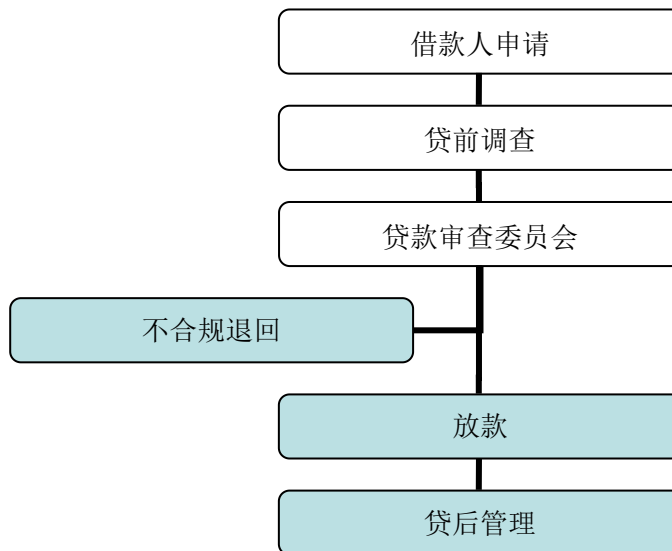 借款人申请
贷前调查
贷款审查委员会
不合规退回
放款
贷后管理